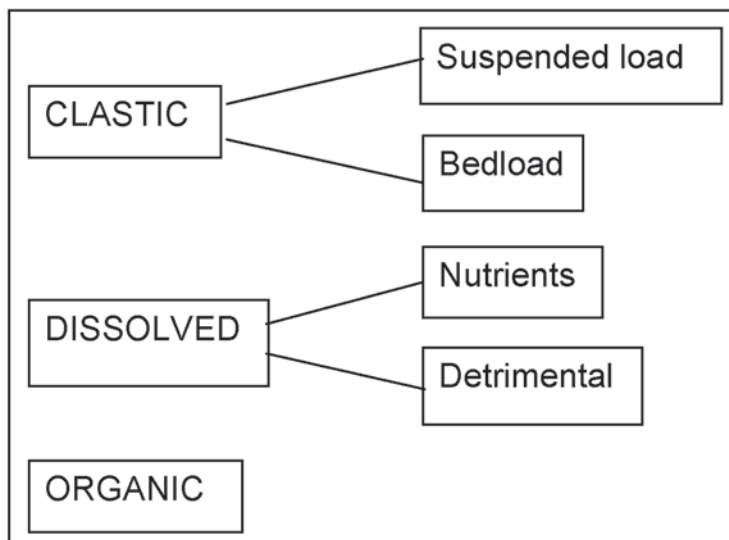 CLASTIC
Suspended load
Bedload
DISSOLVED
Nutrients
Detrimental
ORGANIC